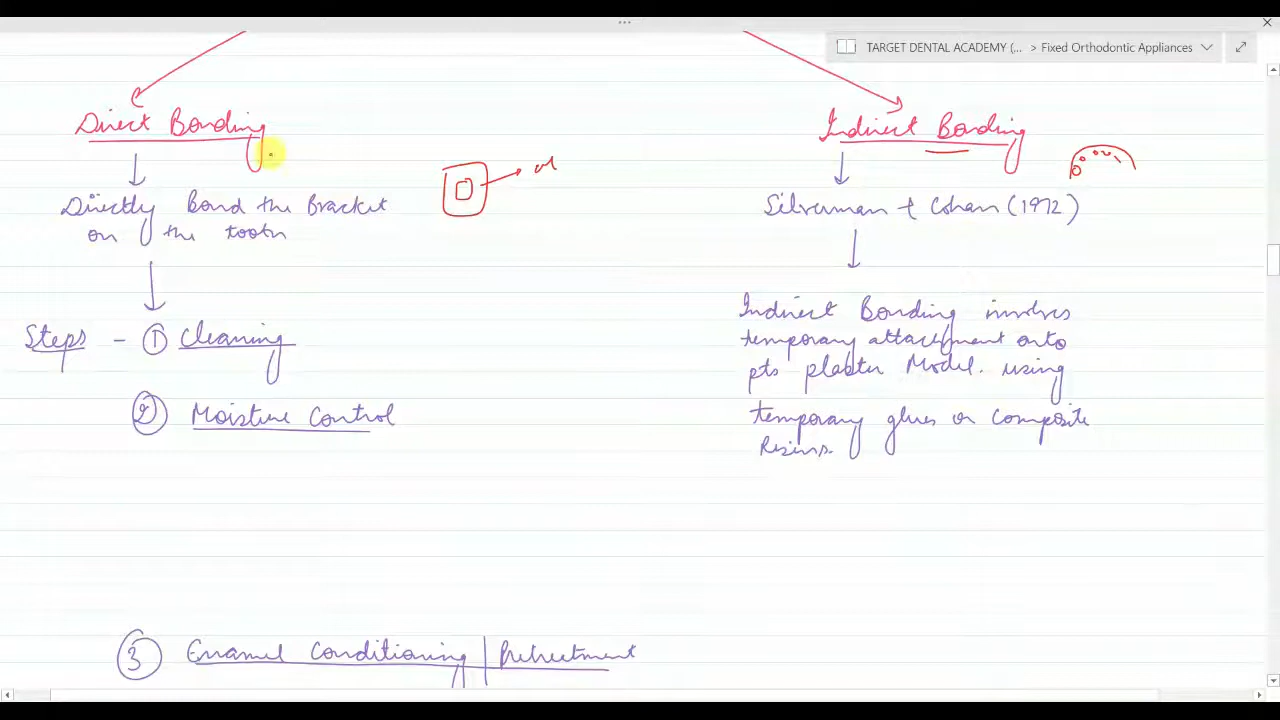 TARGET DENTAL ACADEMY (... > Fixed Orthodontic Appliances
Direct Bonding
Directly Bond the Bracket
on the tooth
Steps - ① Cleaning
② Moisture Control
③ Enamel Conditioning | Pretreetment
Indirect Bonding
Silverman & Cohan (1972)
Indirect Bonding involves
temporary attachment onto
pts plaster Model. using
temporary glues or composite
Resins.